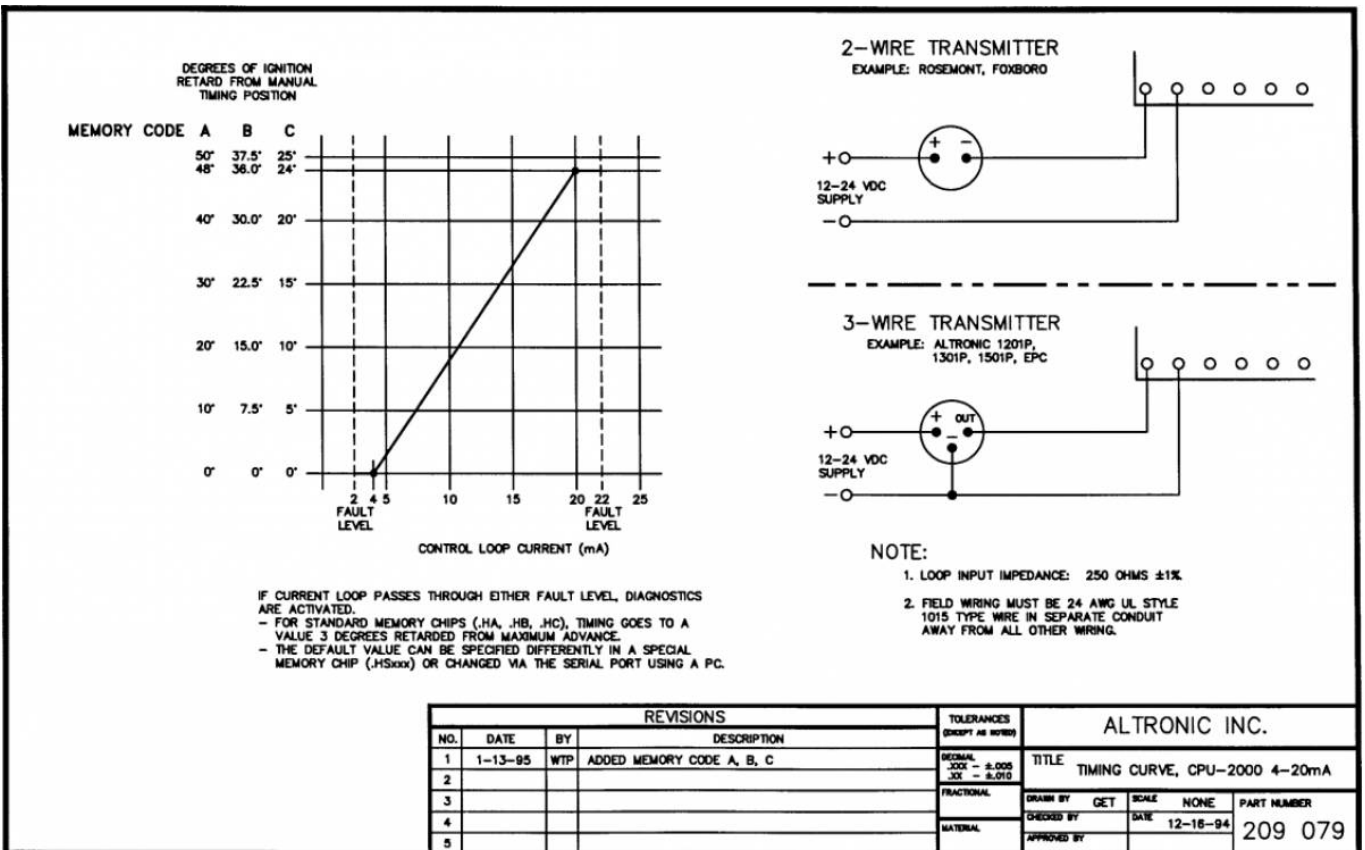 DEGREES OF IGNITION
RETARD FROM MANUAL
TIMING POSITION
MEMORY CODE A B C
50° 37.5° 25°
48° 36.0° 24°
40° 30.0° 20°
30° 22.5° 15°
20° 15.0° 10°
10° 7.5° 5°
0° 0° 0°
2 4 5 10 15 20 22 25
FAULT LEVEL
FAULT LEVEL
CONTROL LOOP CURRENT (mA)
IF CURRENT LOOP PASSES THROUGH EITHER FAULT LEVEL, DIAGNOSTICS
ARE ACTIVATED.
– FOR STANDARD MEMORY CHIPS (.HA, .HB, .HC), TIMING GOES TO A
VALUE 3 DEGREES RETARDED FROM MAXIMUM ADVANCE.
– THE DEFAULT VALUE CAN BE SPECIFIED DIFFERENTLY IN A SPECIAL
MEMORY CHIP (.HSxxx) OR CHANGED VIA THE SERIAL PORT USING A PC.
2–WIRE TRANSMITTER
EXAMPLE: ROSEMONT, FOXBORO
+ –
+
12–24 VDC
SUPPLY
–
3–WIRE TRANSMITTER
EXAMPLE: ALTRONIC 1201P,
1301P, 1501P, EPC
+ OUT
–
+
12–24 VDC
SUPPLY
–
NOTE:
1. LOOP INPUT IMPEDANCE: 250 OHMS ±1%
2. FIELD WIRING MUST BE 24 AWG UL STYLE
1015 TYPE WIRE IN SEPARATE CONDUIT
AWAY FROM ALL OTHER WIRING.
REVISIONS
NO. DATE BY DESCRIPTION
1 1–13–95 WTP ADDED MEMORY CODE A, B, C
2
3
4
5
TOLERANCES
(EXCEPT AS NOTED)
DECIMAL
.XXX – ±.005
.XX – ±.010
FRACTIONAL
MATERIAL
ALTRONIC INC.
TITLE TIMING CURVE, CPU–2000 4–20mA
DRAWN BY GET SCALE NONE PART NUMBER
CHECKED BY DATE 12–16–94 209 079
APPROVED BY